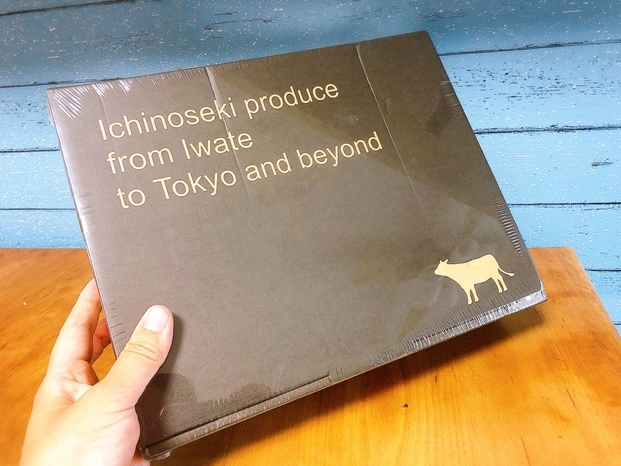 Ichinoseki produce
from Iwate
to Tokyo and beyond